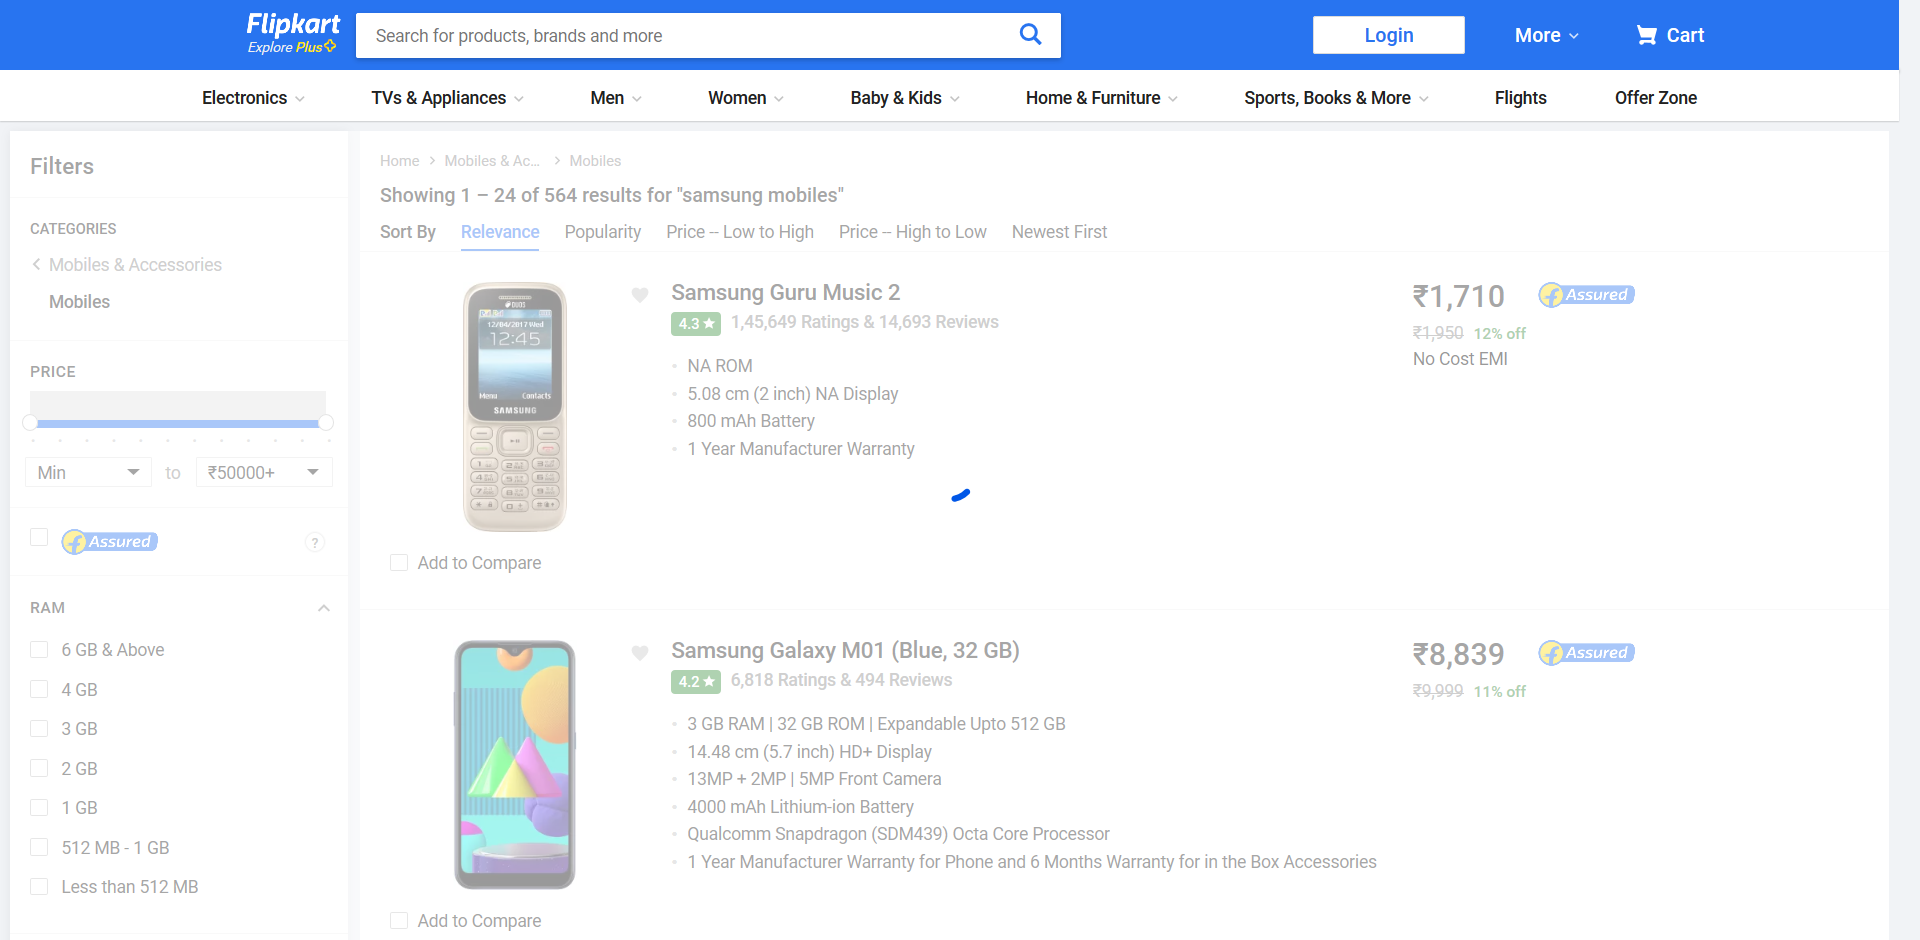 Flipkart
Explore Plus
Search for products, brands and more
Login
More
Cart
Electronics
TVs & Appliances
Men
Women
Baby & Kids
Home & Furniture
Sports, Books & More
Flights
Offer Zone
Filters
CATEGORIES
Mobiles & Accessories
Mobiles
PRICE
Min
to
₹50000+
Assured
?
RAM
6 GB & Above
4 GB
3 GB
2 GB
1 GB
512 MB - 1 GB
Less than 512 MB
Home > Mobiles & Ac... > Mobiles
Showing 1 – 24 of 564 results for "samsung mobiles"
Sort By Relevance Popularity Price -- Low to High Price -- High to Low Newest First
DUOS
12/04/2017 Wed
12:45
Menu Contacts
SAMSUNG
Add to Compare
Samsung Guru Music 2
4.3 ★ 1,45,649 Ratings & 14,693 Reviews
NA ROM
5.08 cm (2 inch) NA Display
800 mAh Battery
1 Year Manufacturer Warranty
₹1,710
Assured
₹1,950 12% off
No Cost EMI
Add to Compare
Samsung Galaxy M01 (Blue, 32 GB)
4.2 ★ 6,818 Ratings & 494 Reviews
3 GB RAM | 32 GB ROM | Expandable Upto 512 GB
14.48 cm (5.7 inch) HD+ Display
13MP + 2MP | 5MP Front Camera
4000 mAh Lithium-ion Battery
Qualcomm Snapdragon (SDM439) Octa Core Processor
1 Year Manufacturer Warranty for Phone and 6 Months Warranty for in the Box Accessories
₹8,839
Assured
₹9,999 11% off